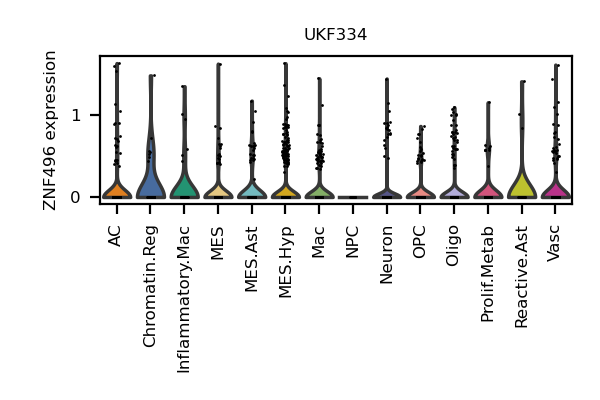 UKF334
ZNF496 expression
1
0
AC
Chromatin.Reg
Inflammatory.Mac
MES
MES.Ast
MES.Hyp
Mac
NPC
Neuron
OPC
Oligo
Prolif.Metab
Reactive.Ast
Vasc